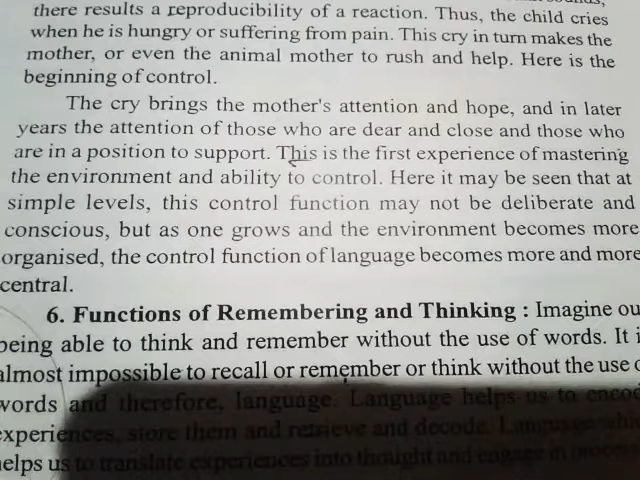 there results a reproducibility of a reaction. Thus, the child cries
when he is hungry or suffering from pain. This cry in turn makes the
mother, or even the animal mother to rush and help. Here is the
beginning of control.
The cry brings the mother's attention and hope, and in later
years the attention of those who are dear and close and those who
are in a position to support. This is the first experience of mastering
the environment and ability to control. Here it may be seen that at
simple levels, this control function may not be deliberate and
conscious, but as one grows and the environment becomes more
organised, the control function of language becomes more and more
central.
6. Functions of Remembering and Thinking : Imagine ou
being able to think and remember without the use of words. It i
almost impossible to recall or remember or think without the use
words and therefore, language. Language helps us to encod
experiences, store them and retrieve and decode. Language whic
helps us to translate experiences into thought and engage in